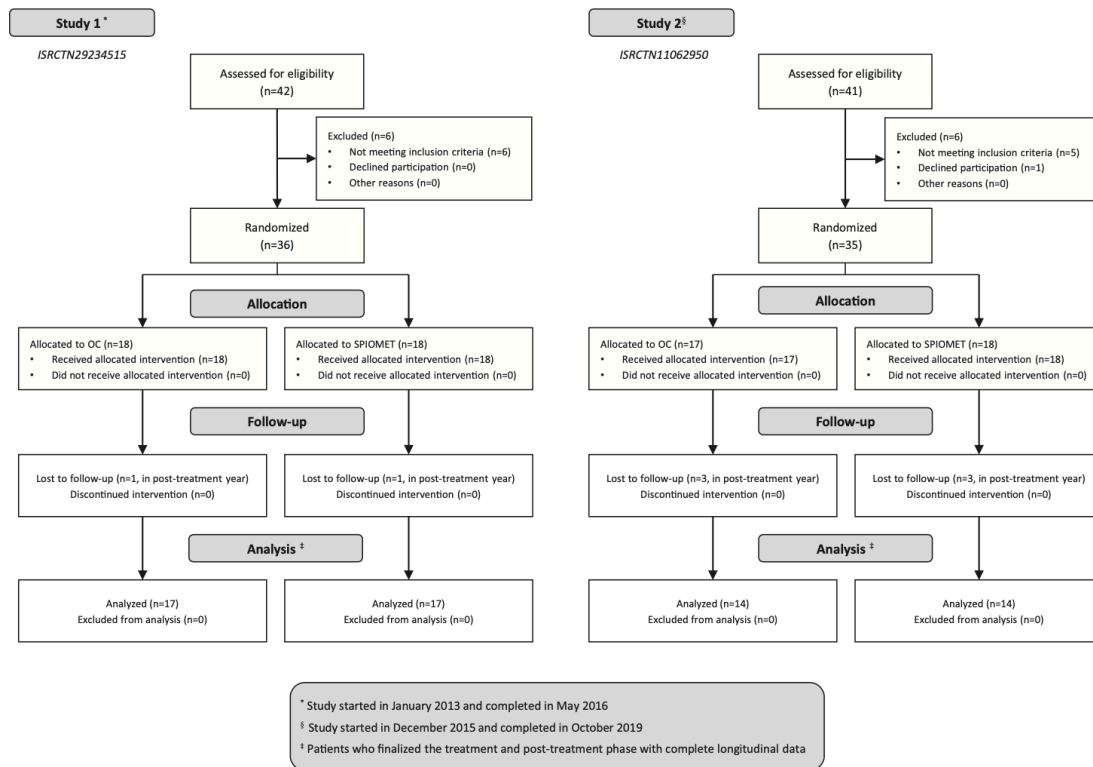 Study 1 *
ISRCTN29234515
Assessed for eligibility
(n=42)
Excluded (n=6)
• Not meeting inclusion criteria (n=6)
• Declined participation (n=0)
• Other reasons (n=0)
Randomized
(n=36)
Allocation
Allocated to OC (n=18)
• Received allocated intervention (n=18)
• Did not receive allocated intervention (n=0)
Allocated to SPIOMET (n=18)
• Received allocated intervention (n=18)
• Did not receive allocated intervention (n=0)
Follow-up
Lost to follow-up (n=1, in post-treatment year)
Discontinued intervention (n=0)
Lost to follow-up (n=1, in post-treatment year)
Discontinued intervention (n=0)
Analysis ‡
Analyzed (n=17)
Excluded from analysis (n=0)
Analyzed (n=17)
Excluded from analysis (n=0)
Study 2§
ISRCTN11062950
Assessed for eligibility
(n=41)
Excluded (n=6)
• Not meeting inclusion criteria (n=5)
• Declined participation (n=1)
• Other reasons (n=0)
Randomized
(n=35)
Allocation
Allocated to OC (n=17)
• Received allocated intervention (n=17)
• Did not receive allocated intervention (n=0)
Allocated to SPIOMET (n=18)
• Received allocated intervention (n=18)
• Did not receive allocated intervention (n=0)
Follow-up
Lost to follow-up (n=3, in post-treatment year)
Discontinued intervention (n=0)
Lost to follow-up (n=3, in post-treatment year)
Discontinued intervention (n=0)
Analysis ‡
Analyzed (n=14)
Excluded from analysis (n=0)
Analyzed (n=14)
Excluded from analysis (n=0)
* Study started in January 2013 and completed in May 2016
§ Study started in December 2015 and completed in October 2019
‡ Patients who finalized the treatment and post-treatment phase with complete longitudinal data